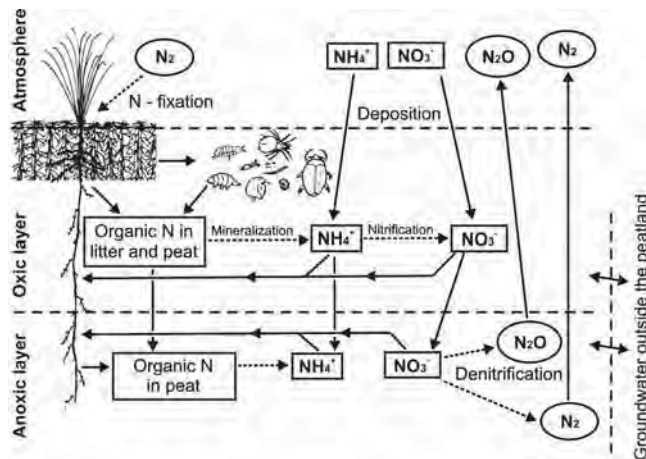 Atmosphere
N₂
N - fixation
NH₄⁺
NO₃⁻
N₂O
N₂
Deposition
Oxic layer
Organic N in
litter and peat
Mineralization
NH₄⁺
Nitrification
NO₃⁻
Anoxic layer
Organic N
in peat
NH₄⁺
NO₃⁻
N₂O
Denitrification
N₂
Groundwater outside the peatland